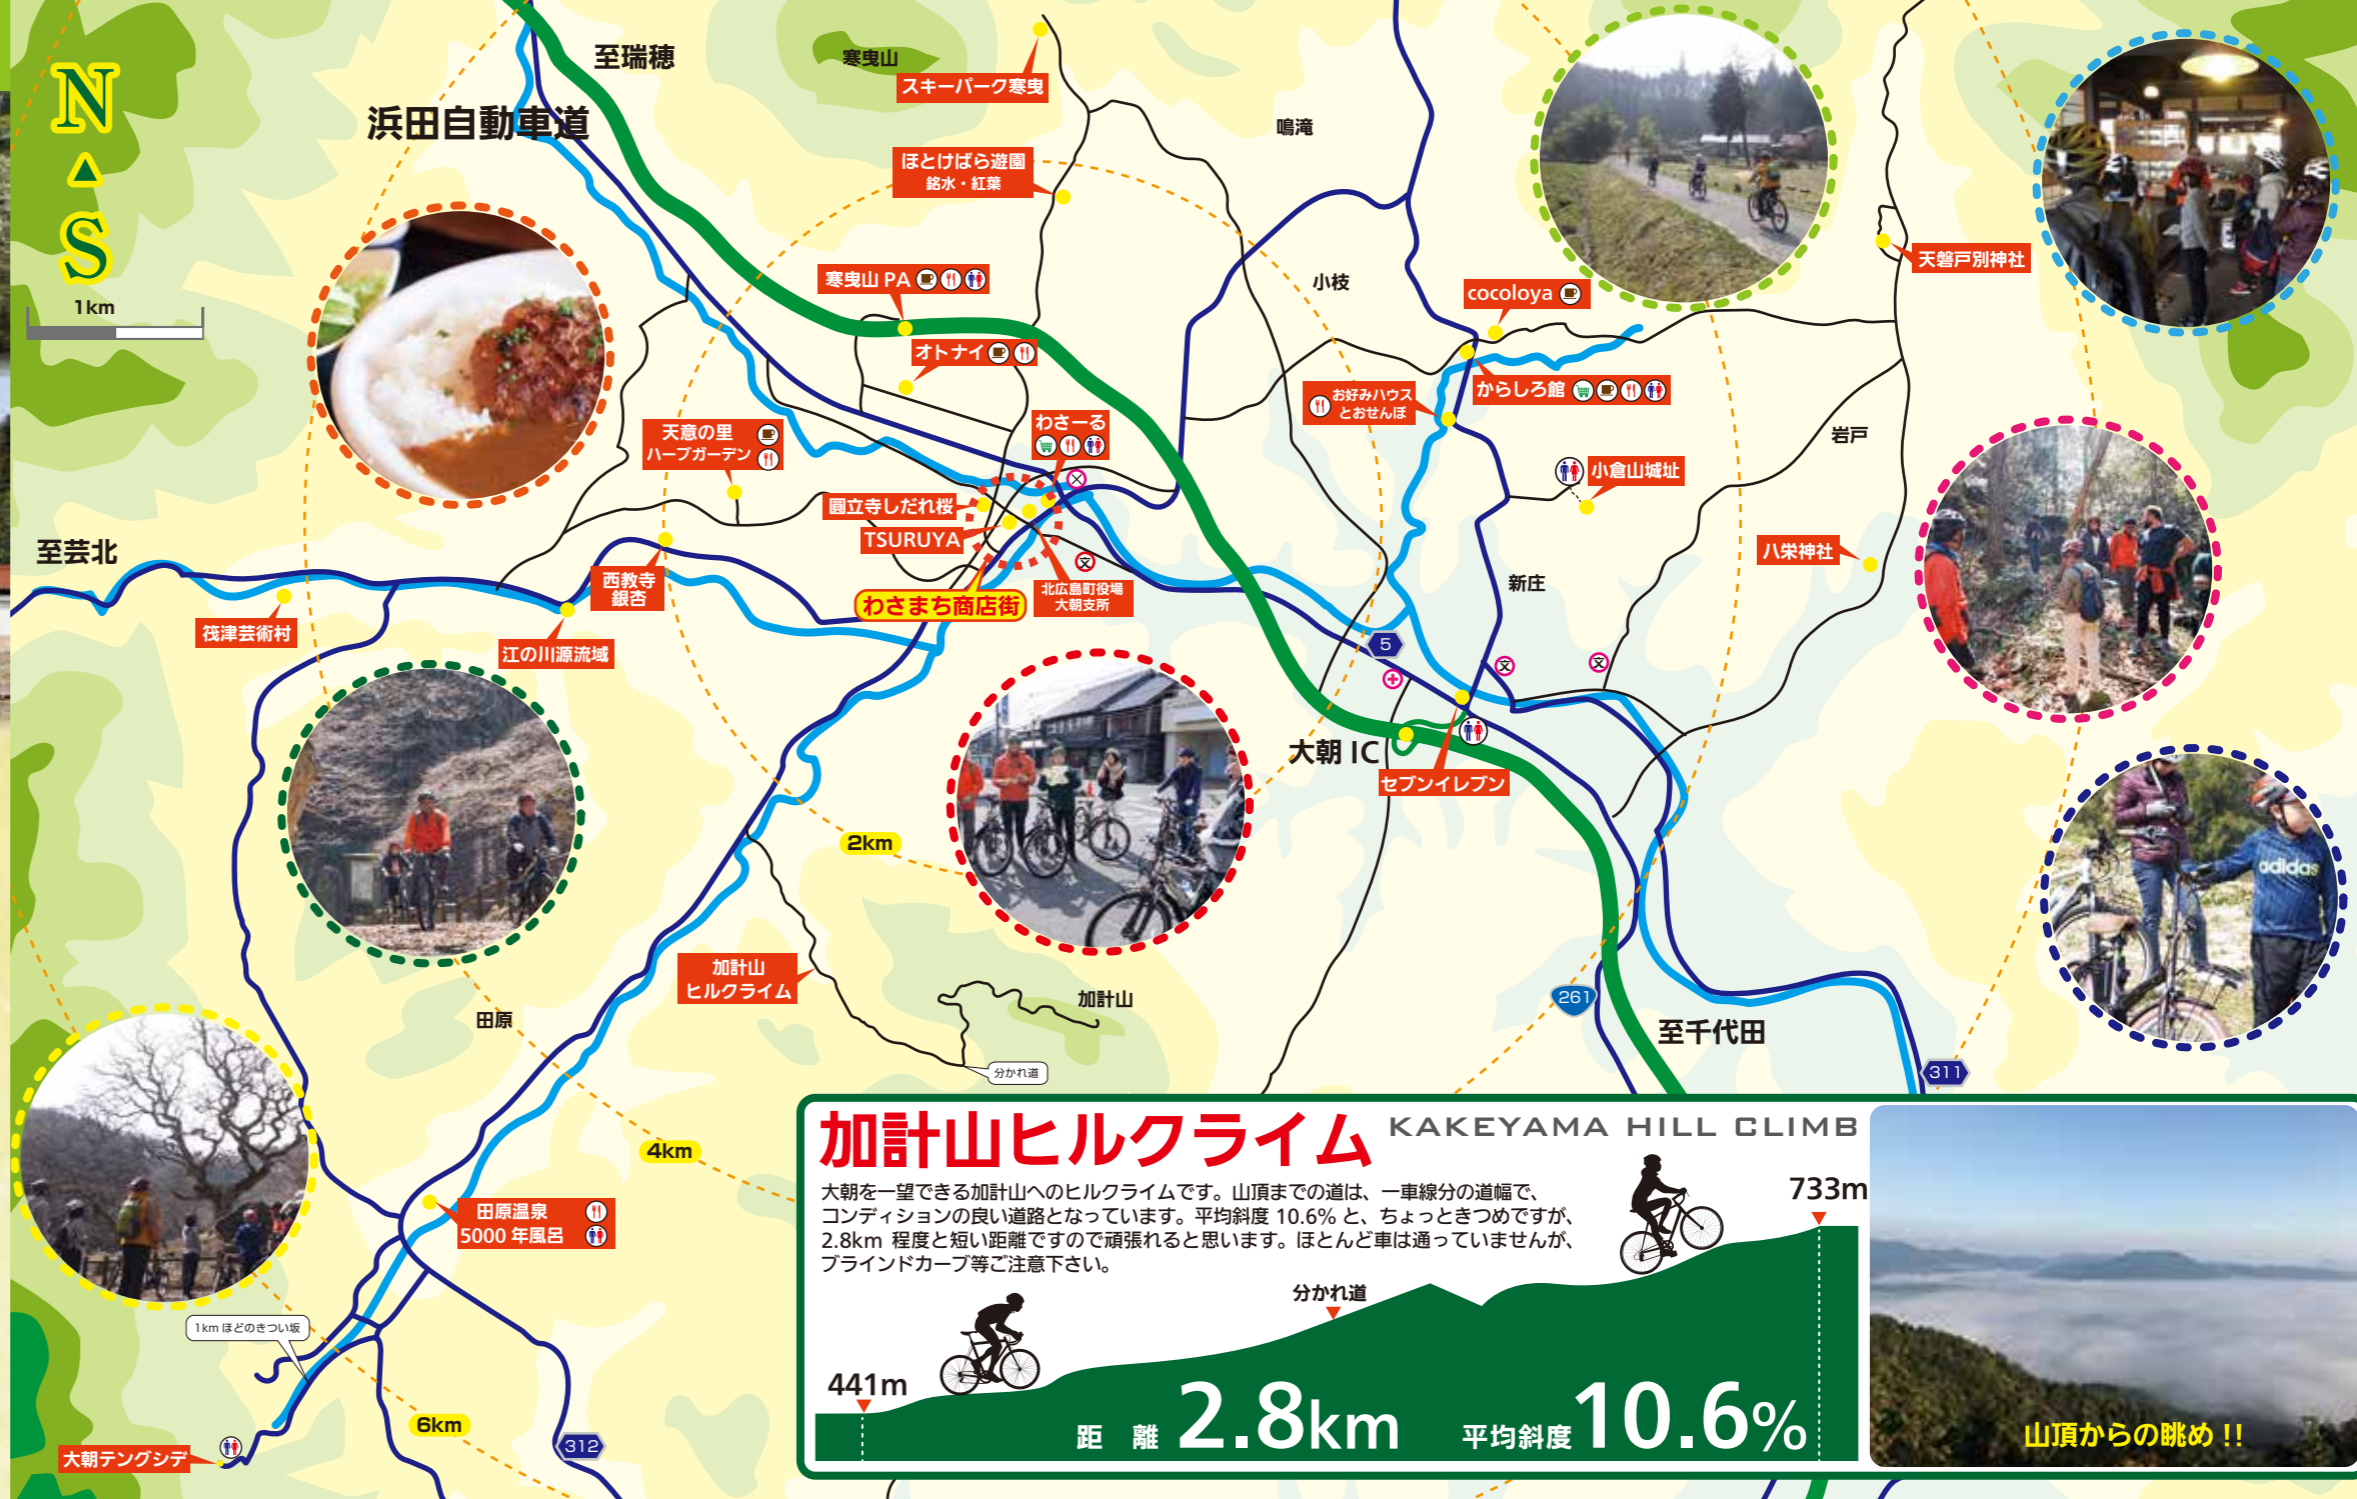 N
S
1km
至瑞穂
浜田自動車道
寒曳山
スキーパーク寒曳
ほとけばら遊園
銘水・紅葉
鳴滝
小枝
寒曳山 PA
オトナイ
cocoloya
からしろ館
お好みハウス
とおせんぼ
天磐戸別神社
岩戸
小倉山城址
八栄神社
新庄
天意の里
ハーブガーデン
わさーる
圓立寺しだれ桜
TSURUYA
わさまち商店街
北広島町役場
大朝支所
文
文
文
至芸北
筏津芸術村
江の川源流域
西教寺
銀杏
5
大朝 IC
セブンイレブン
2km
adidas
加計山
ヒルクライム
加計山
分かれ道
田原
261
至千代田
311
4km
田原温泉
5000 年風呂
1km ほどのきつい坂
6km
312
大朝テングシデ
加計山ヒルクライム
KAKEYAMA HILL CLIMB
大朝を一望できる加計山へのヒルクライムです。山頂までの道は、一車線分の道幅で、
コンディションの良い道路となっています。平均斜度 10.6% と、ちょっときつめですが、
2.8km 程度と短い距離ですので頑張れると思います。ほとんど車は通っていませんが、
ブラインドカーブ等ご注意下さい。
733m
分かれ道
441m
距 離 2.8km
平均斜度10.6%
山頂からの眺め !!